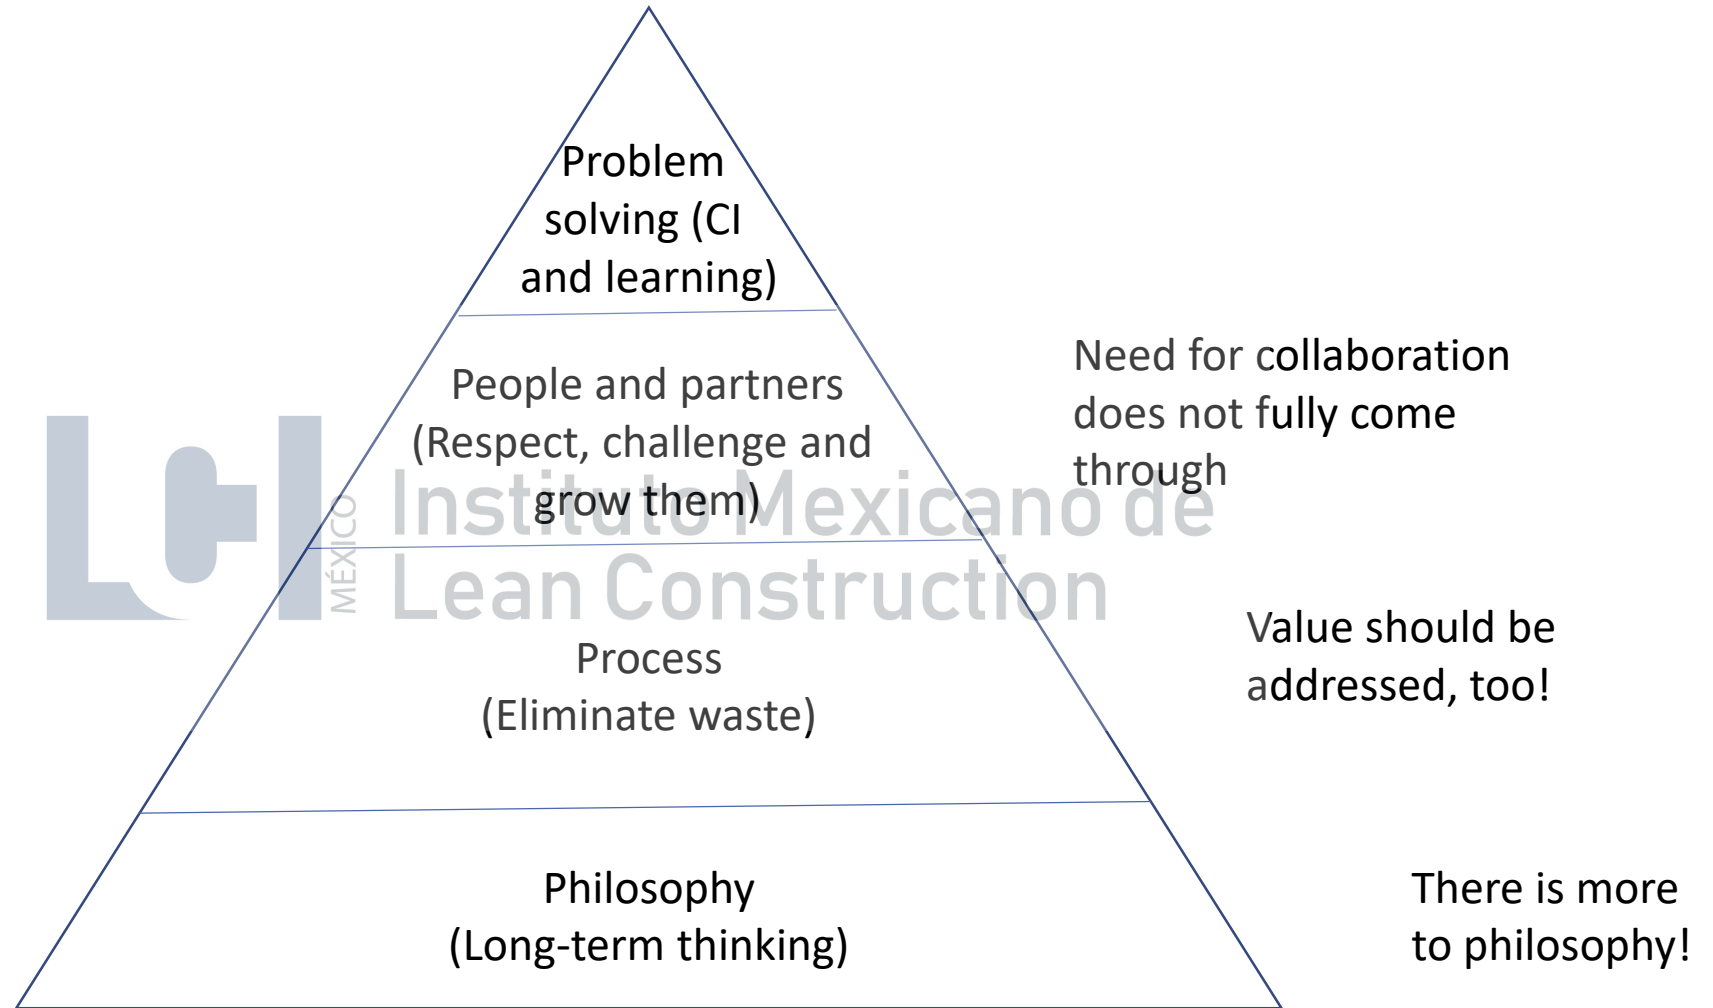 Problem
solving (CI
and learning)
People and partners
(Respect, challenge and
grow them)
Need for collaboration
does not fully come
through
LCI
MÉXICO
Instituto Mexicano de
Lean Construction
Process
(Eliminate waste)
Value should be
addressed, too!
Philosophy
(Long-term thinking)
There is more
to philosophy!